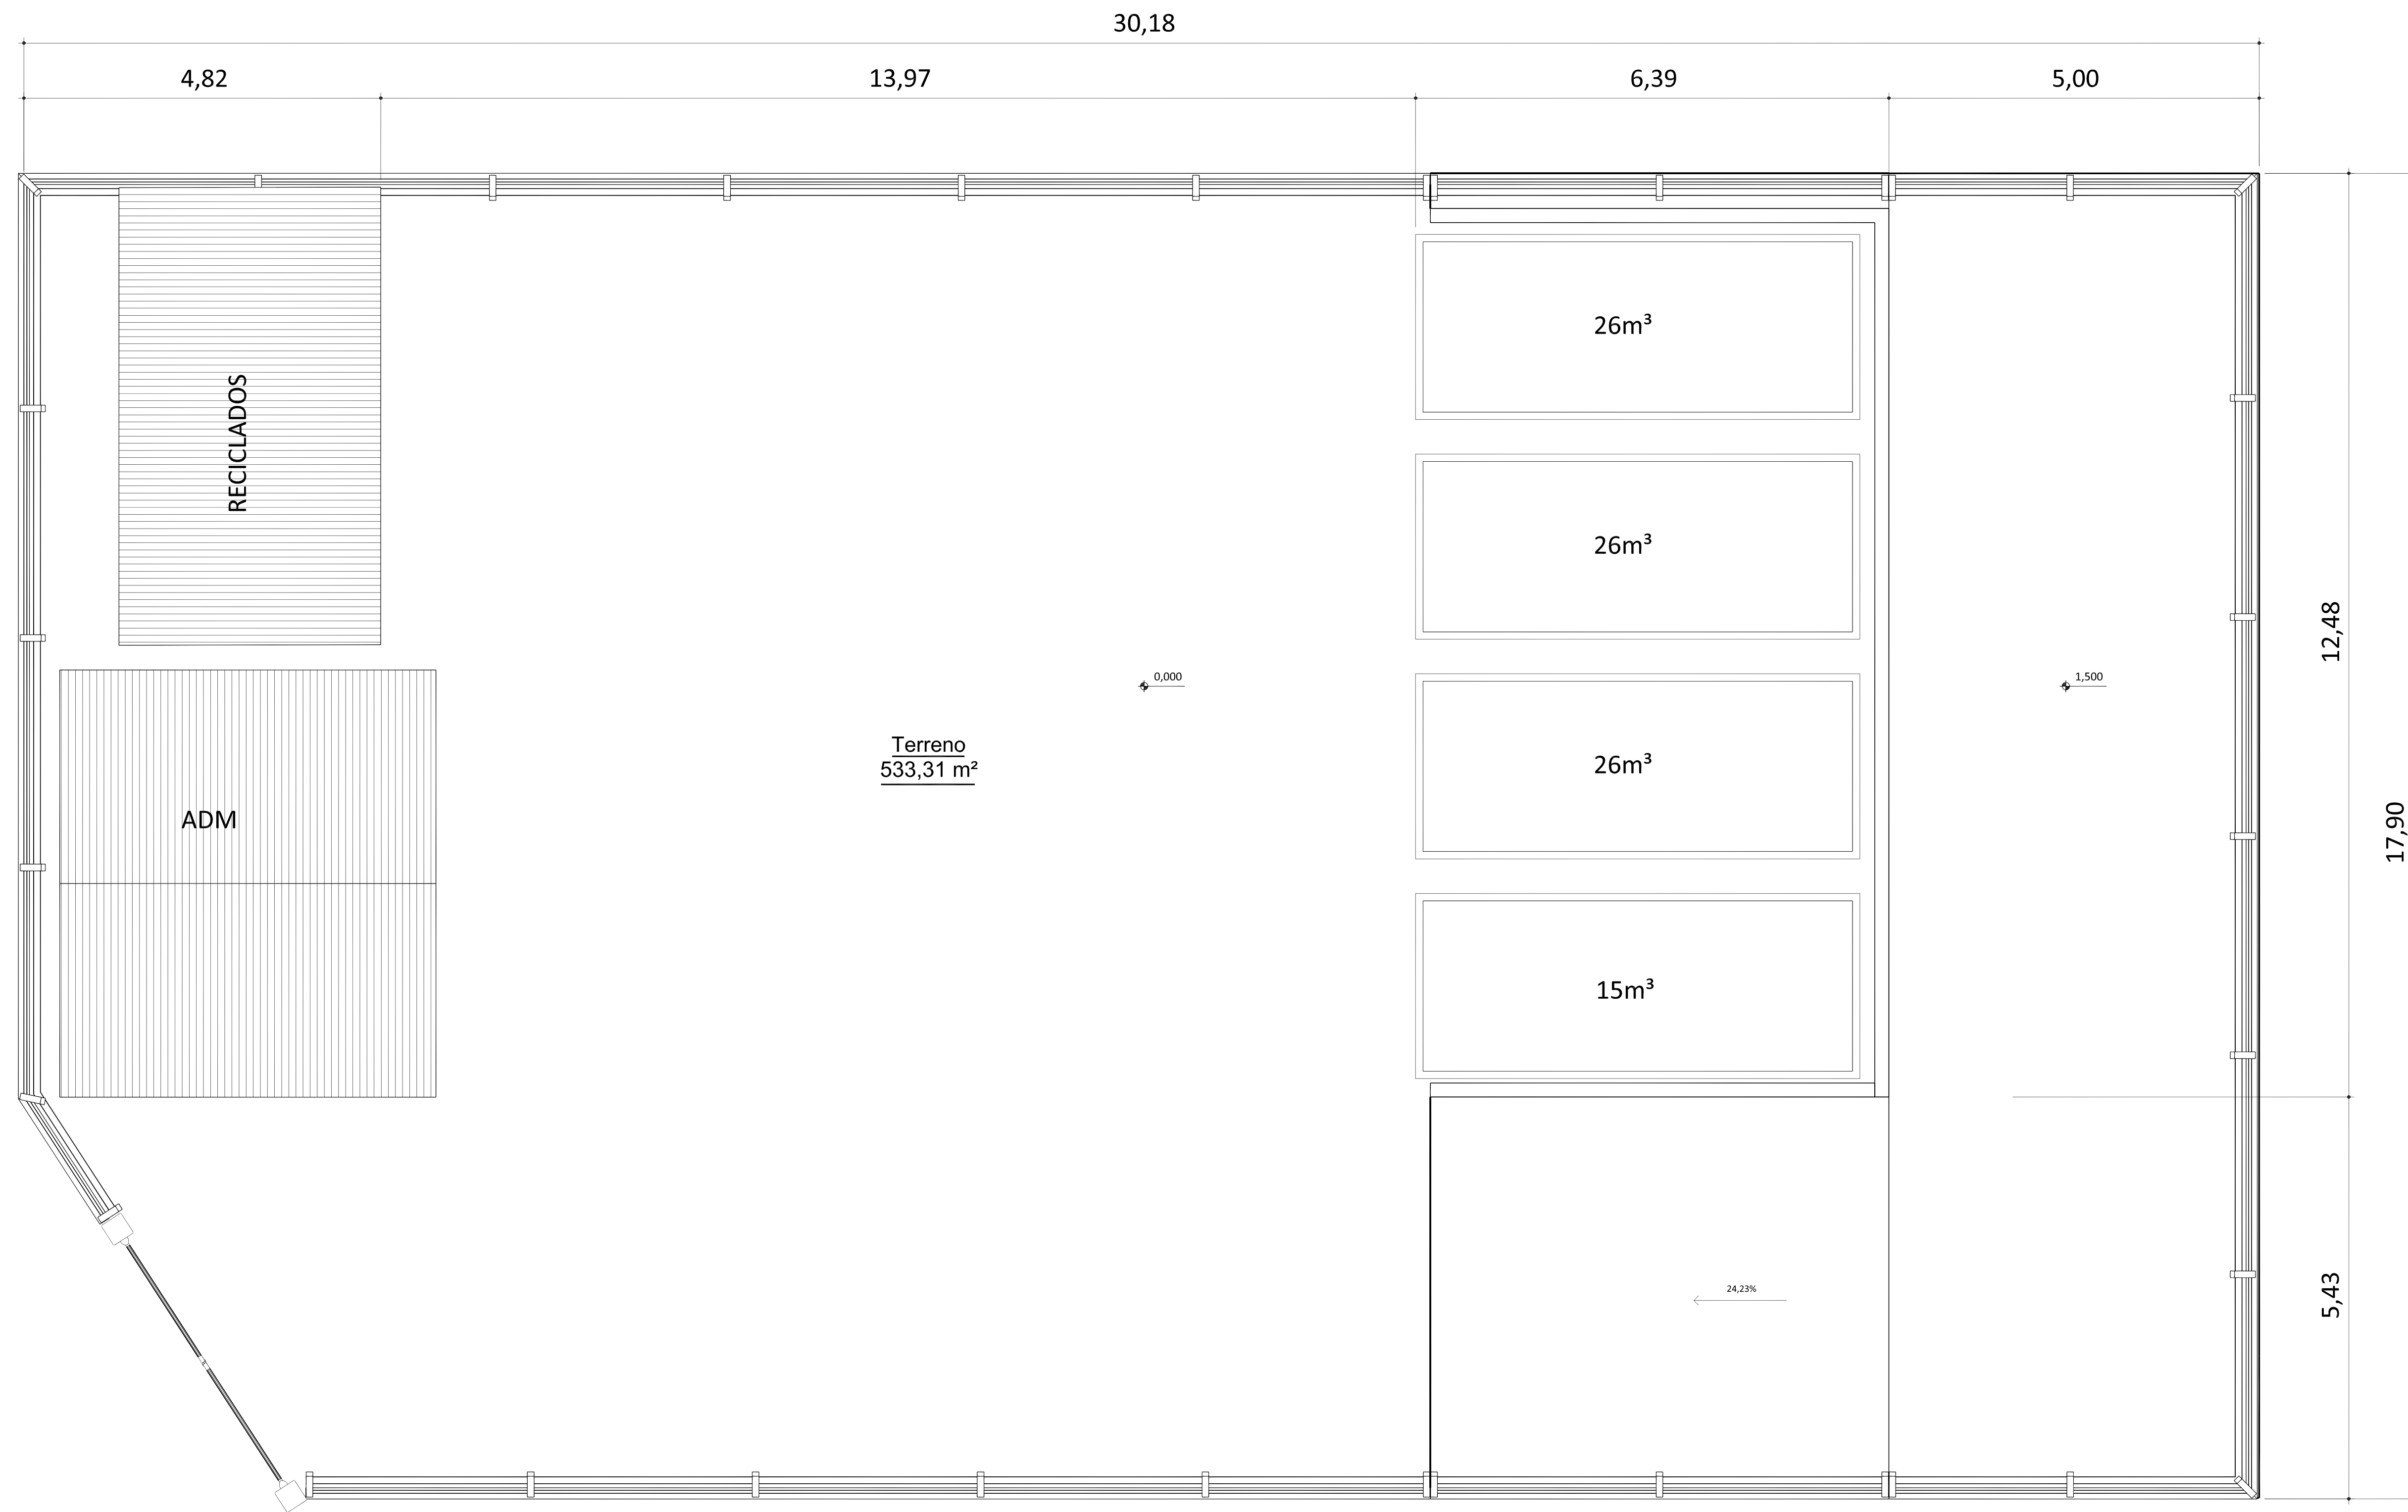 30,18
4,82
13,97
6,39
5,00
26m³
RECICLADOS
26m³
12,48
0,000
1,500
Terreno
533,31 m²
26m³
ADM
17,90
15m³
24,23%
5,43